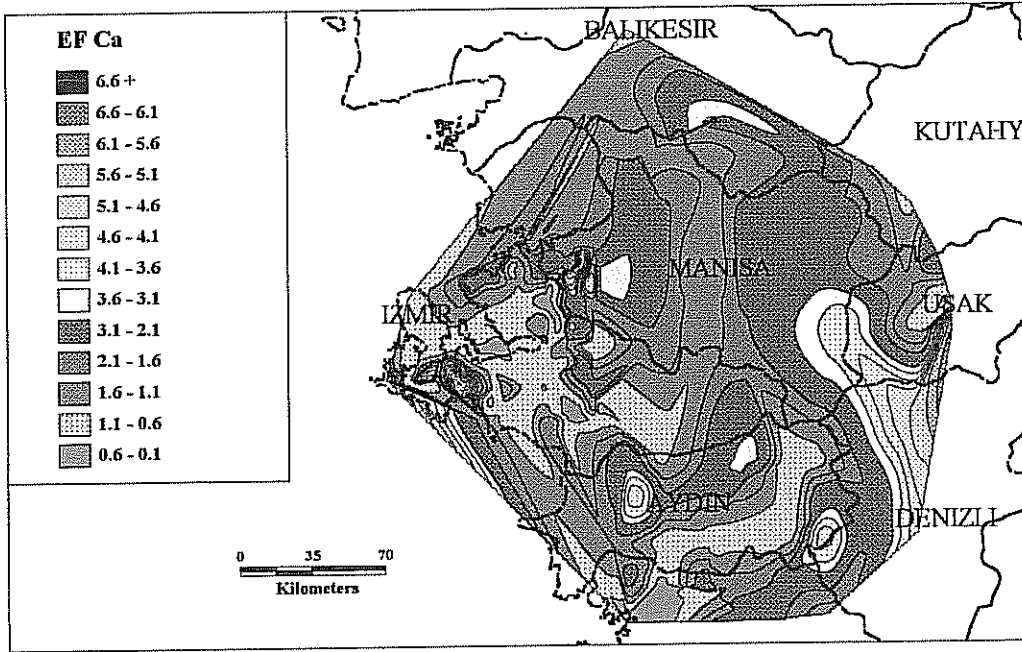 EF Ca
6.6 +
6.6 - 6.1
6.1 - 5.6
5.6 - 5.1
5.1 - 4.6
4.6 - 4.1
4.1 - 3.6
3.6 - 3.1
3.1 - 2.1
2.1 - 1.6
1.6 - 1.1
1.1 - 0.6
0.6 - 0.1
BALIKESIR
KUTAHY
MANISA
IZMIR
USAK
AYDIN
DENIZLI
0 35 70
Kilometers